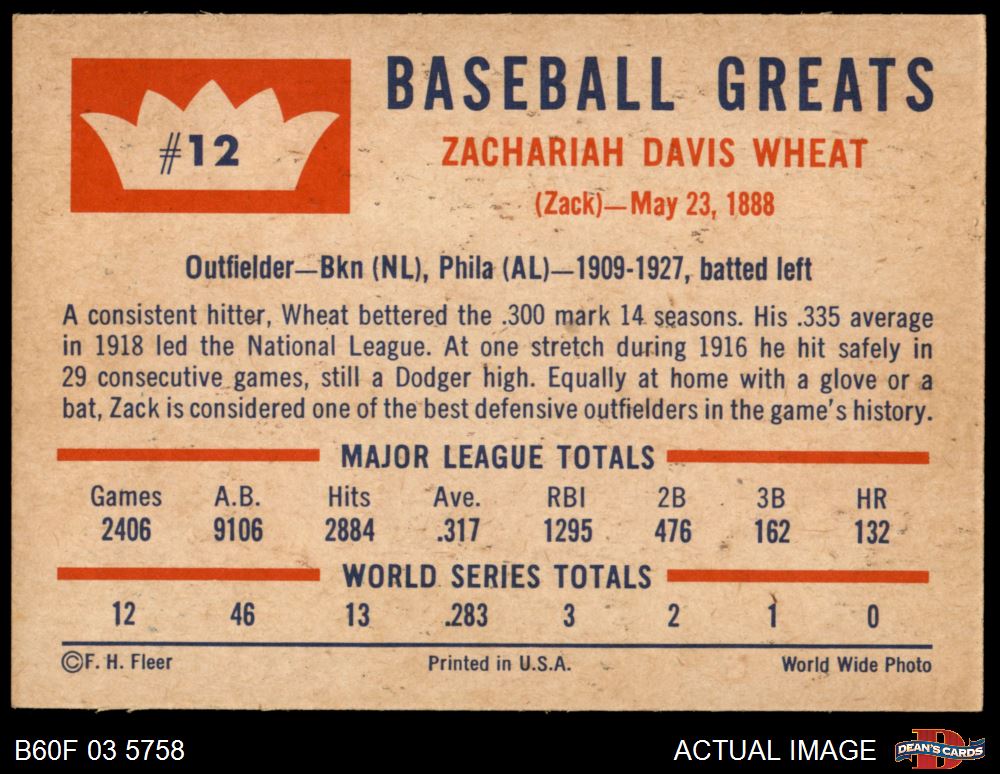 #12
BASEBALL GREATS
ZACHARIAH DAVIS WHEAT
(Zack)—May 23, 1888
Outfielder—Bkn (NL), Phila (AL)—1909-1927, batted left
A consistent hitter, Wheat bettered the .300 mark 14 seasons. His .335 average
in 1918 led the National League. At one stretch during 1916 he hit safely in
29 consecutive games, still a Dodger high. Equally at home with a glove or a
bat, Zack is considered one of the best defensive outfielders in the game's history.
MAJOR LEAGUE TOTALS
Games A.B. Hits Ave. RBI 2B 3B HR
2406 9106 2884 .317 1295 476 162 132
WORLD SERIES TOTALS
12 46 13 .283 3 2 1 0
©F. H. Fleer Printed in U.S.A. World Wide Photo
B60F 03 5758 ACTUAL IMAGE D DEAN'S CARDS